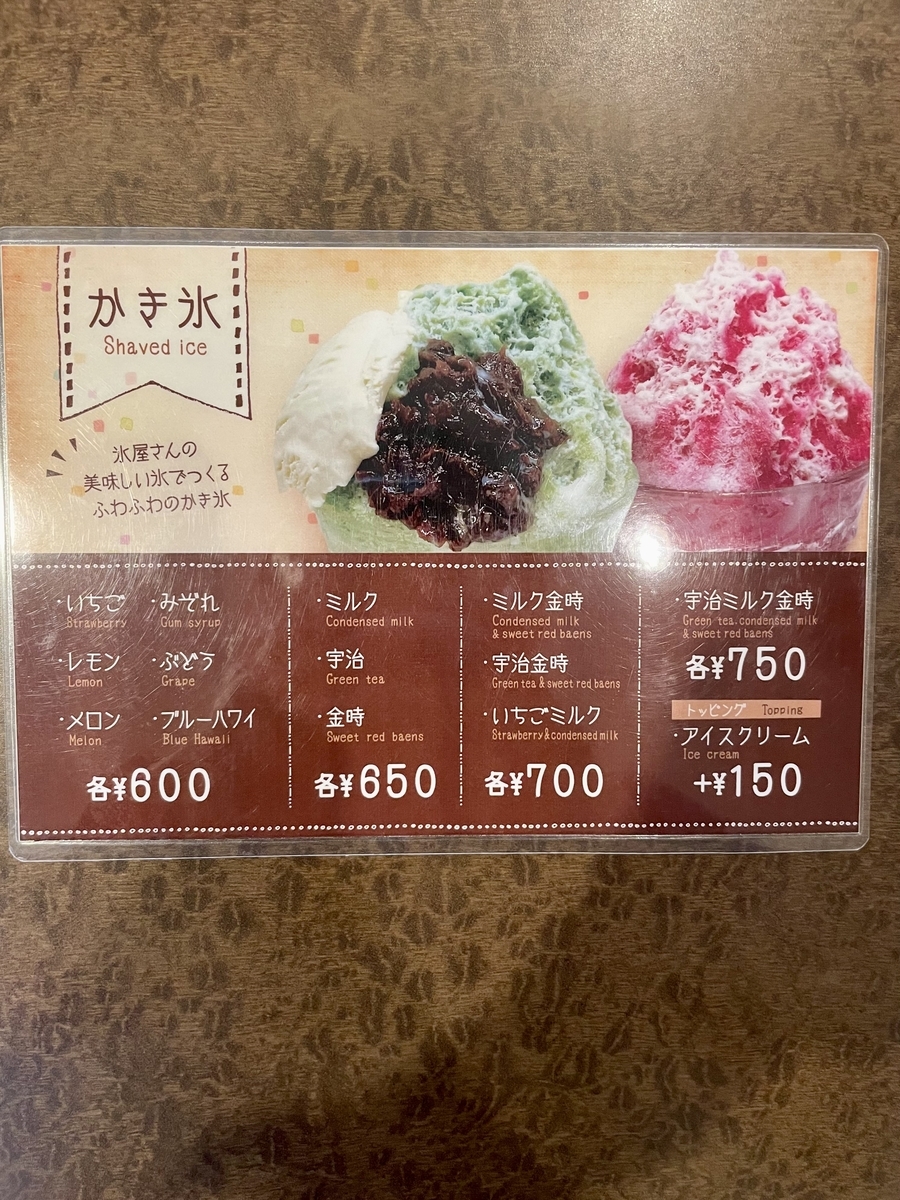 かき氷
Shaved ice
氷屋さんの
美味しい氷でつくる
ふわふわのかき氷
・いちご
Strawberry
・みぞれ
Gum syrup
・レモン
Lemon
・ぶどう
Grape
・メロン
Melon
・ブルーハワイ
Blue Hawaii
各¥600
・ミルク
Condensed milk
・宇治
Green tea
・金時
Sweet red baens
各¥650
・ミルク金時
Condensed milk
& sweet red baens
・宇治金時
Green tea & sweet red baens
・いちごミルク
Strawberry & condensed milk
各¥700
・宇治ミルク金時
Green tea condensed milk
& sweet red baens
各¥750
トッピング Topping
・アイスクリーム
Ice cream
+¥150